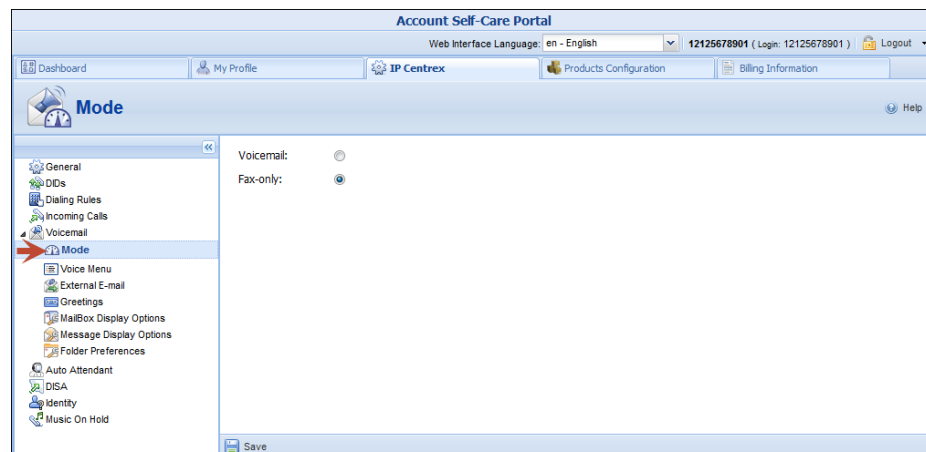 Account Self-Care Portal
Web Interface Language: en - English 12125678901 ( Login: 12125678901 ) Logout
Dashboard My Profile IP Centrex Products Configuration Billing Information
Mode Help
General
DIDs
Dialing Rules
Incoming Calls
Voicemail
Mode
Voice Menu
External E-mail
Greetings
MailBox Display Options
Message Display Options
Folder Preferences
Auto Attendant
DISA
Identity
Music On Hold
Voicemail:
Fax-only:
Save